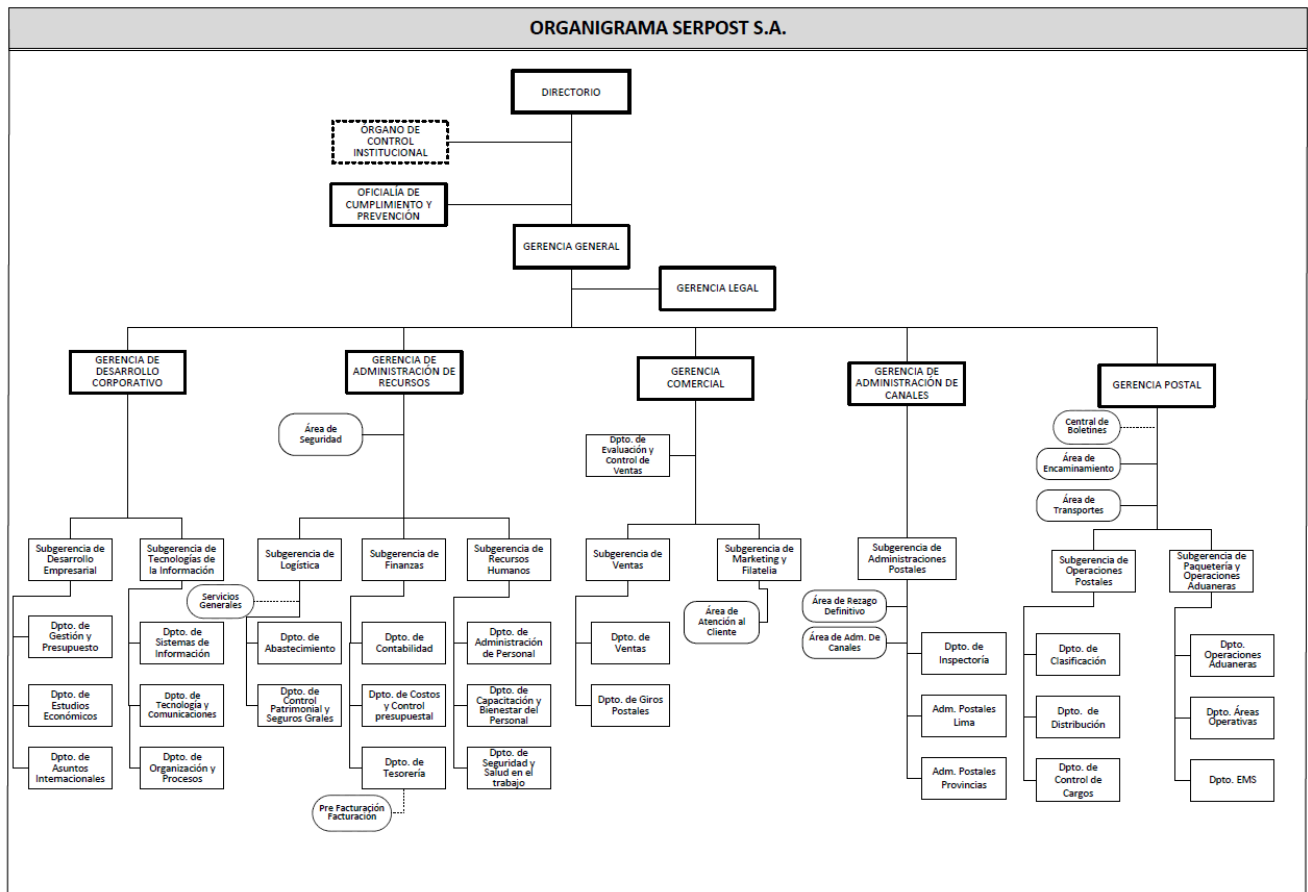 ORGANIGRAMA SERPOST S.A.
DIRECTORIO
ÓRGANO DE
CONTROL
INSTITUCIONAL
OFICIALÍA DE
CUMPLIMIENTO Y
PREVENCIÓN
GERENCIA GENERAL
GERENCIA LEGAL
GERENCIA DE
DESARROLLO
CORPORATIVO
GERENCIA DE
ADMINISTRACIÓN DE
RECURSOS
GERENCIA
COMERCIAL
GERENCIA DE
ADMINISTRACIÓN DE
CANALES
GERENCIA POSTAL
Área de
Seguridad
Dpto. de
Evaluación y
Control de
Ventas
Central de
Boletines
Área de
Encaminamiento
Área de
Transportes
Subgerencia de
Desarrollo
Empresarial
Subgerencia de
Tecnologías de
la Información
Subgerencia de
Logística
Subgerencia de
Finanzas
Subgerencia de
Recursos
Humanos
Subgerencia de
Ventas
Subgerencia de
Marketing y
Filatelia
Subgerencia de
Administraciones
Postales
Subgerencia de
Operaciones
Postales
Subgerencia de
Paquetería y
Operaciones
Aduaneras
Servicios
Generales
Área de
Atención al
Cliente
Área de Rezago
Definitivo
Área de Adm. De
Canales
Dpto. de
Gestión y
Presupuesto
Dpto. de
Sistemas de
Información
Dpto. de
Abastecimiento
Dpto. de
Contabilidad
Dpto. de
Administración
de Personal
Dpto. de
Ventas
Dpto. de
Inspectoría
Dpto. de
Clasificación
Dpto.
Operaciones
Aduaneras
Dpto. de
Estudios
Económicos
Dpto. de
Tecnología y
Comunicaciones
Dpto. de
Control
Patrimonial y
Seguros Grales
Dpto. de Costos
y Control
presupuestal
Dpto. de
Capacitación y
Bienestar del
Personal
Dpto. de Giros
Postales
Adm. Postales
Lima
Dpto. de
Distribución
Dpto. Áreas
Operativas
Dpto. de
Asuntos
Internacionales
Dpto. de
Organización y
Procesos
Dpto. de
Tesorería
Dpto. de
Seguridad y
Salud en el
trabajo
Adm. Postales
Provincias
Dpto. de
Control de
Cargos
Dpto. EMS
Pre Facturación
Facturación